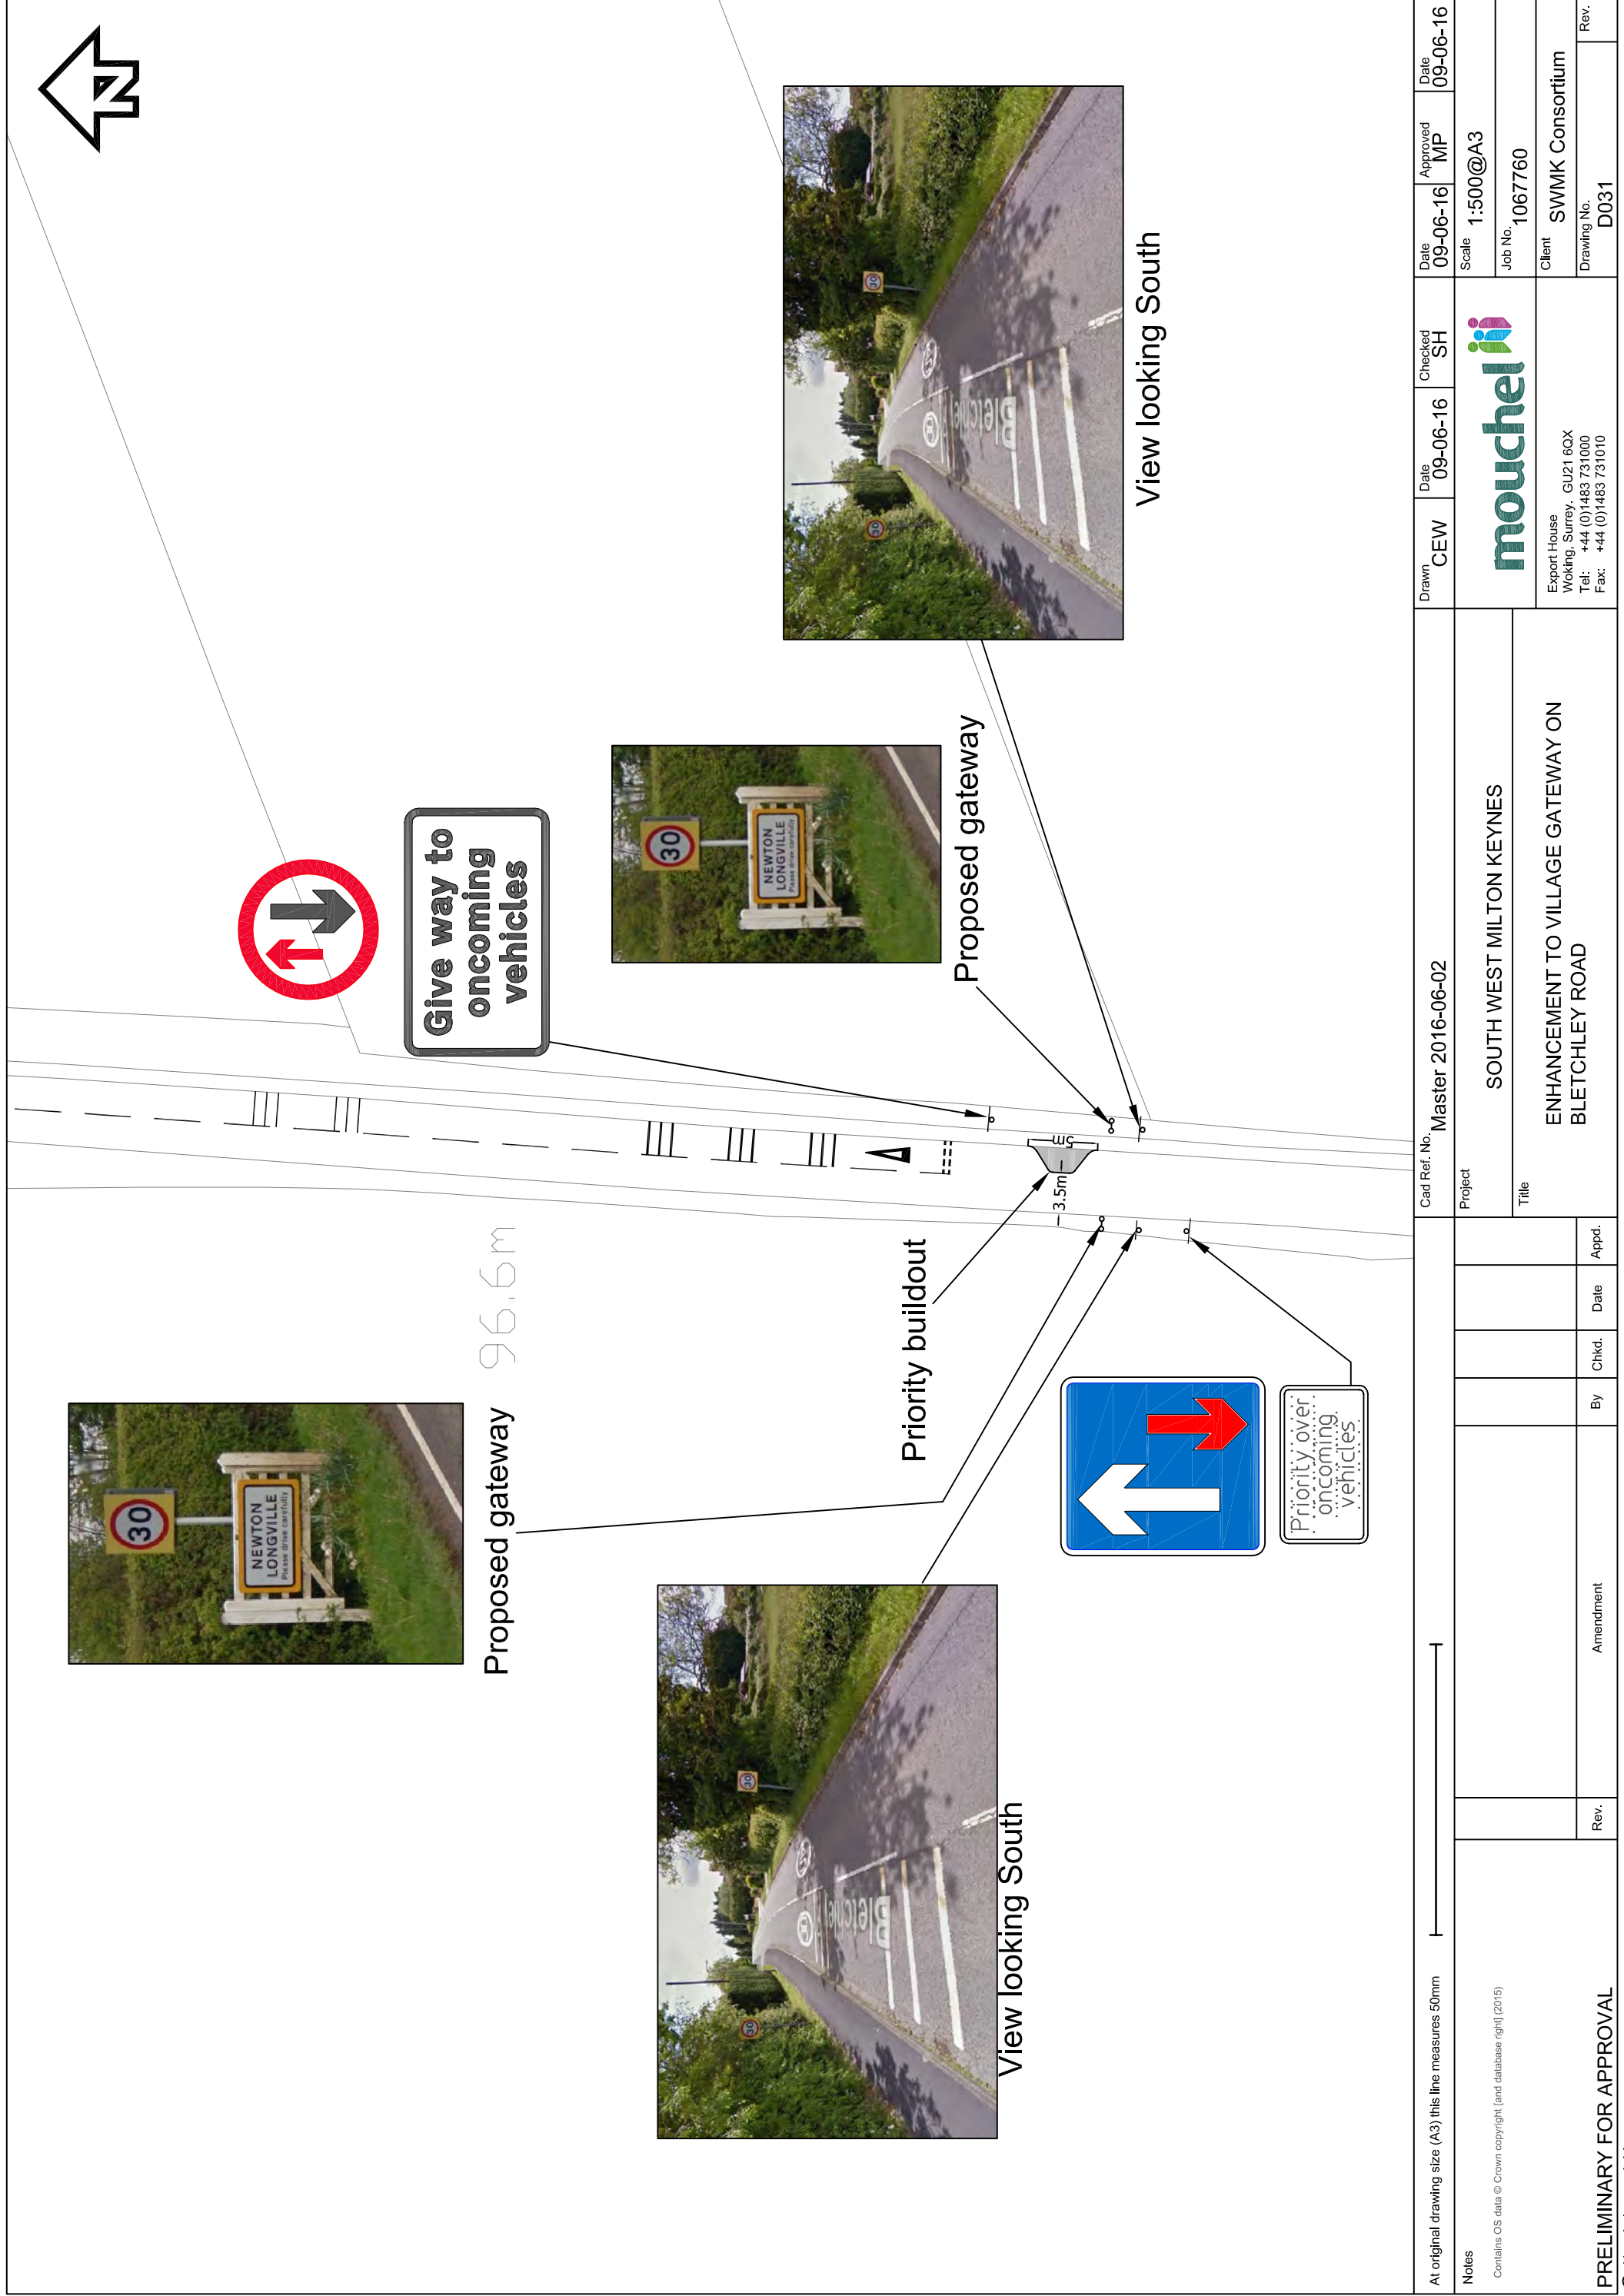 N
Give way to
oncoming
vehicles
30
NEWTON
LONGVILLE
Please drive carefully
Proposed gateway
96.6m
30
NEWTON
LONGVILLE
Please drive carefully
Proposed gateway
Priority buildout
3.5m
5m
30
30
View looking South
30
30
View looking South
Priority over
oncoming
vehicles
At original drawing size (A3) this line measures 50mm
Notes
Contains OS data © Crown copyright [and database right] (2015)
PRELIMINARY FOR APPROVAL
Rev.
Amendment
By
Chkd.
Date
Appd.
Cad Ref. No.
Master 2016-06-02
Project
SOUTH WEST MILTON KEYNES
Title
ENHANCEMENT TO VILLAGE GATEWAY ON
BLETCHLEY ROAD
Drawn
CEW
Date
09-06-16
Checked
SH
Date
09-06-16
Approved
MP
Date
09-06-16
mouchel
Export House
Woking, Surrey. GU21 6QX
Tel: +44 (0)1483 731000
Fax: +44 (0)1483 731010
Scale
1:500@A3
Job No.
1067760
Client
SWMK Consortium
Drawing No.
D031
Rev.